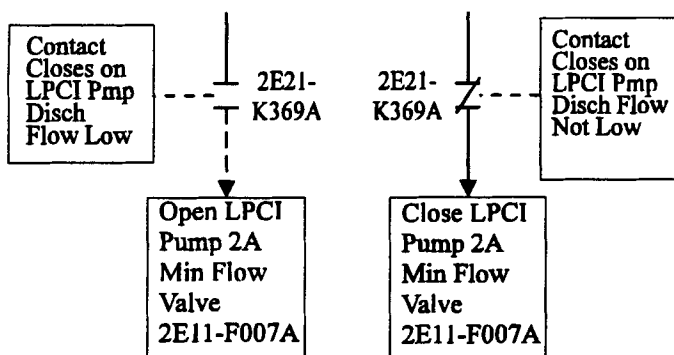 Contact
Closes on
LPCI Pmp
Disch
Flow Low
2E21-
K369A
2E21-
K369A
Contact
Closes on
LPCI Pmp
Disch Flow
Not Low
Open LPCI
Pump 2A
Min Flow
Valve
2E11-F007A
Close LPCI
Pump 2A
Min Flow
Valve
2E11-F007A